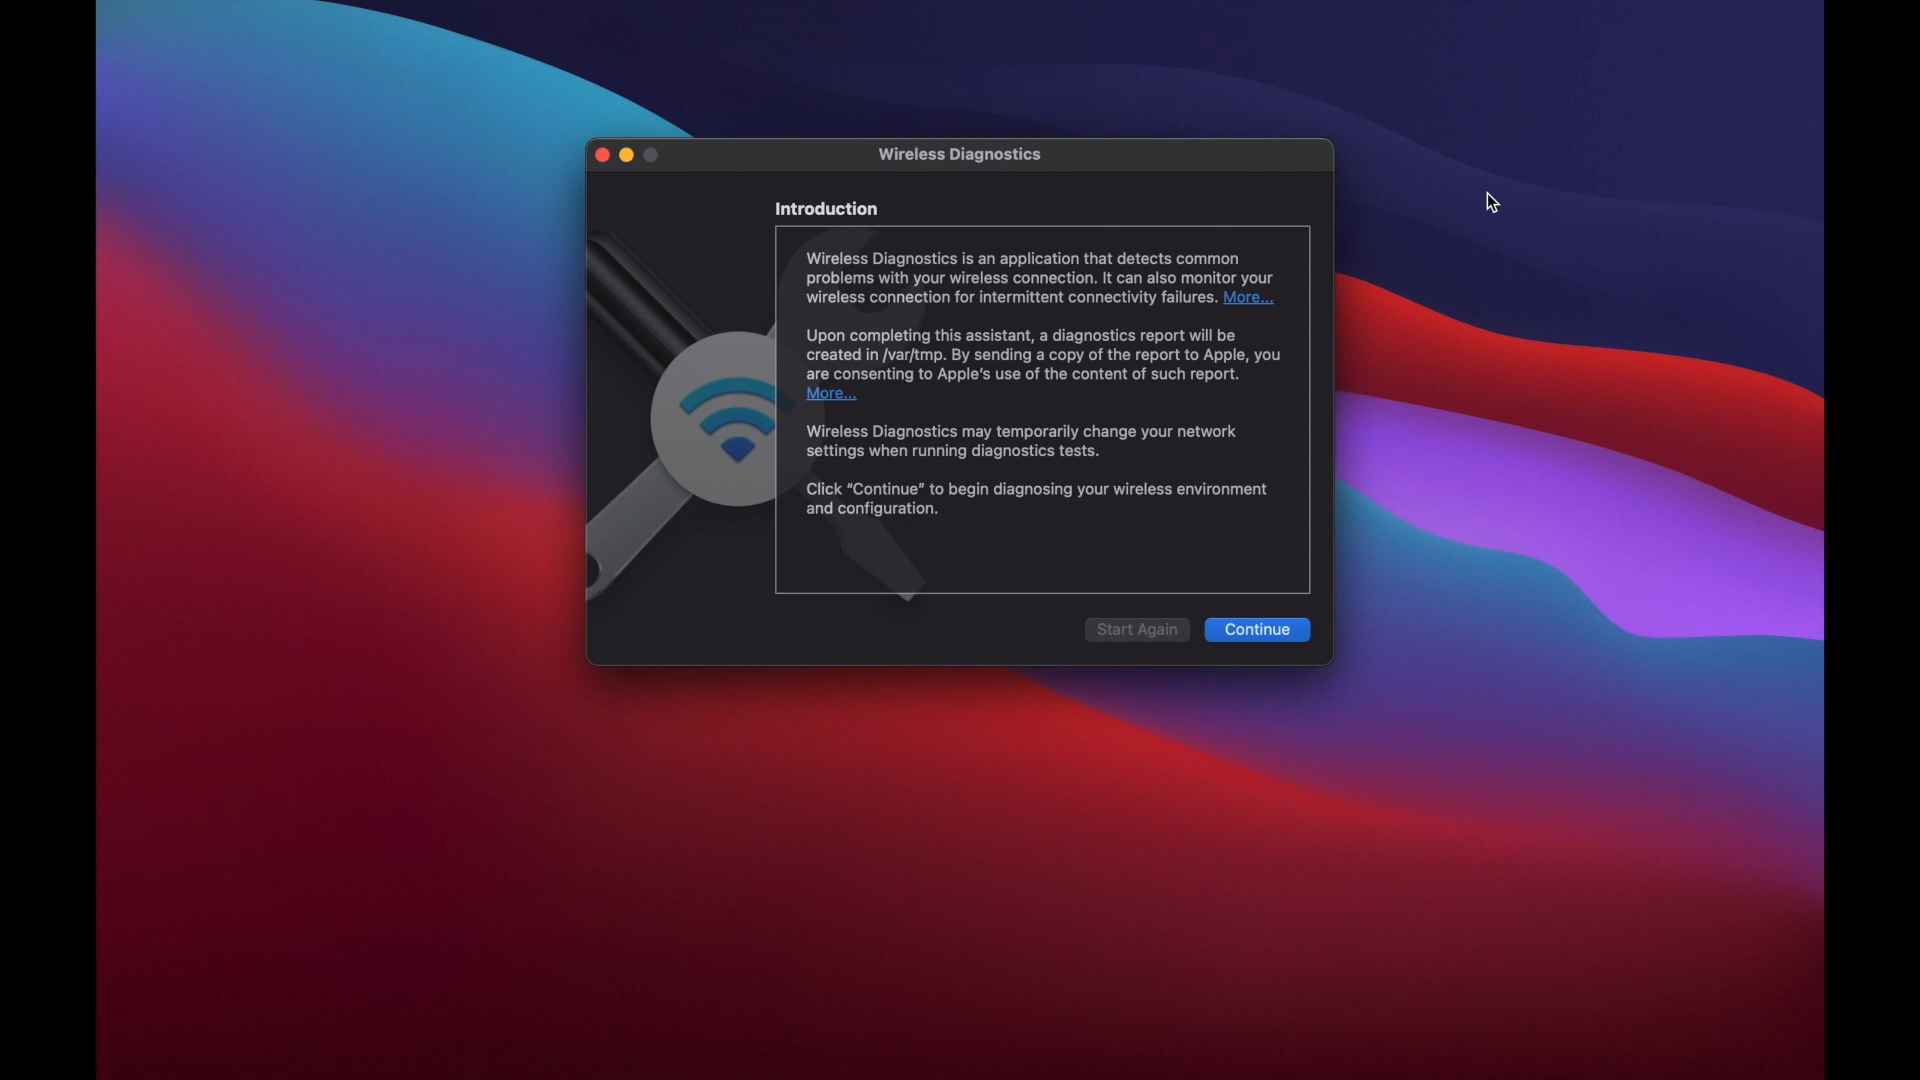 Wireless Diagnostics
Introduction
Wireless Diagnostics is an application that detects common
problems with your wireless connection. It can also monitor your
wireless connection for intermittent connectivity failures. More...
Upon completing this assistant, a diagnostics report will be
created in /var/tmp. By sending a copy of the report to Apple, you
are consenting to Apple’s use of the content of such report.
More...
Wireless Diagnostics may temporarily change your network
settings when running diagnostics tests.
Click “Continue” to begin diagnosing your wireless environment
and configuration.
Start Again
Continue